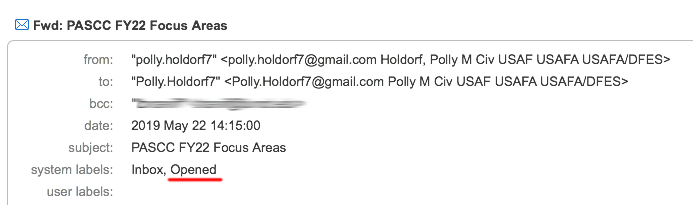 Fwd: PASCC FY22 Focus Areas
from: "polly.holdorf7" <polly.holdorf7@gmail.com Holdorf, Polly M Civ USAF USAFA USAFA/DFES>
to: "Polly.Holdorf7" <Polly.Holdorf7@gmail.com Polly M Civ USAF USAFA USAFA/DFES>
bcc: "
date: 2019 May 22 14:15:00
subject: PASCC FY22 Focus Areas
system labels: Inbox, Opened
user labels: